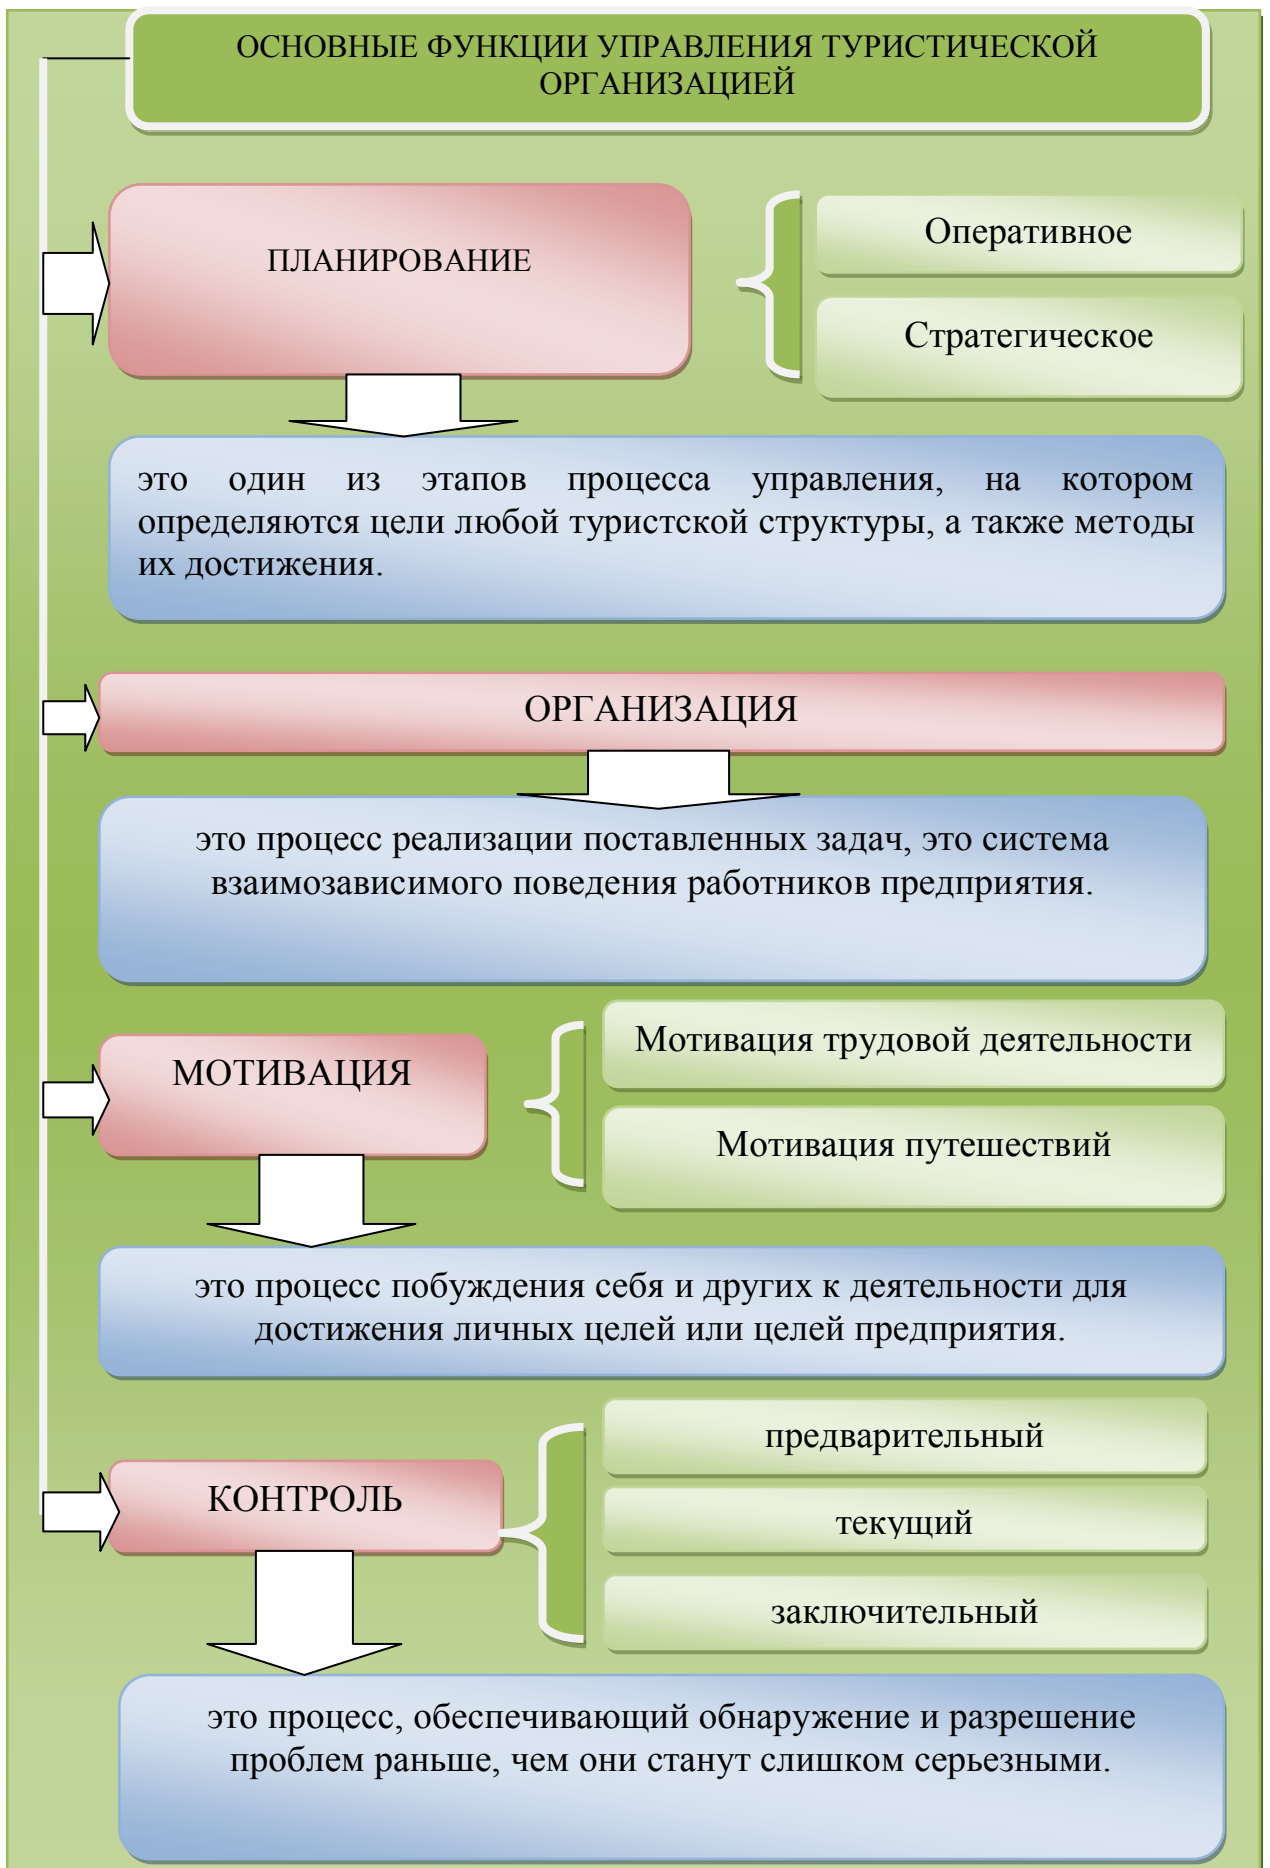 ОСНОВНЫЕ ФУНКЦИИ УПРАВЛЕНИЯ ТУРИСТИЧЕСКОЙ
ОРГАНИЗАЦИЕЙ
ПЛАНИРОВАНИЕ
Оперативное
Стратегическое
это один из этапов процесса управления, на котором
определяются цели любой туристской структуры, а также методы
их достижения.
ОРГАНИЗАЦИЯ
это процесс реализации поставленных задач, это система
взаимозависимого поведения работников предприятия.
МОТИВАЦИЯ
Мотивация трудовой деятельности
Мотивация путешествий
это процесс побуждения себя и других к деятельности для
достижения личных целей или целей предприятия.
КОНТРОЛЬ
предварительный
текущий
заключительный
это процесс, обеспечивающий обнаружение и разрешение
проблем раньше, чем они станут слишком серьезными.